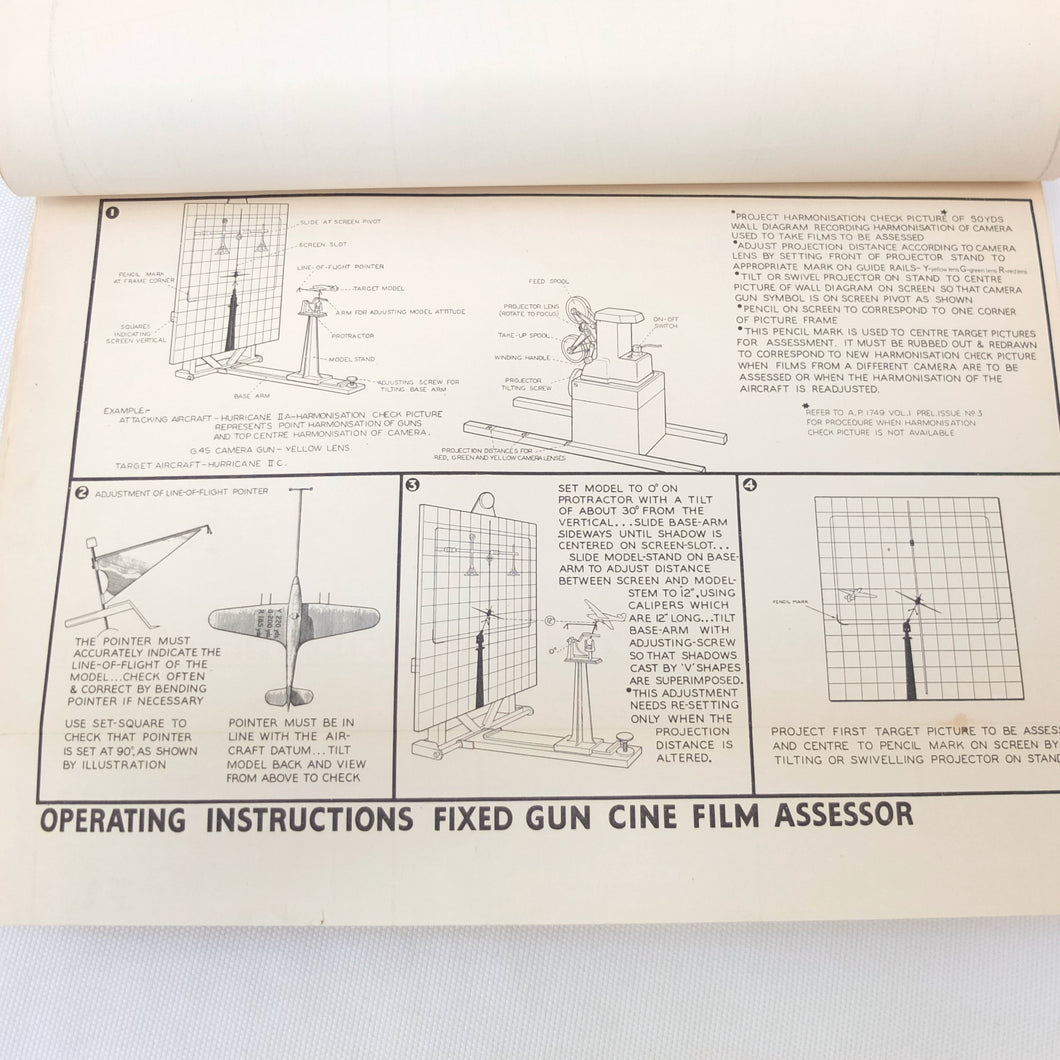 1
SLIDE AT SCREEN PIVOT
SCREEN SLOT
PENCIL MARK
AT FRAME CORNER
LINE-OF-FLIGHT POINTER
TARGET MODEL
ARM FOR ADJUSTING MODEL ATTITUDE
SQUARES
INDICATING
SCREEN VERTICAL
PROTRACTOR
MODEL STAND
ADJUSTING SCREW FOR
TILTING BASE ARM
BASE ARM
EXAMPLE:-
ATTACKING AIRCRAFT-HURRICANE II A-HARMONISATION CHECK PICTURE
REPRESENTS POINT HARMONISATION OF GUNS
AND TOP CENTRE HARMONISATION OF CAMERA.
G.45 CAMERA GUN-YELLOW LENS.
TARGET AIRCRAFT-HURRICANE II C.
FEED SPOOL
PROJECTOR LENS
(ROTATE TO FOCUS)
TAKE-UP SPOOL
WINDING HANDLE
PROJECTOR
TILTING SCREW
ON-OFF
SWITCH
PROJECTION DISTANCES FOR
RED, GREEN AND YELLOW CAMERA LENSES
*PROJECT HARMONISATION CHECK PICTURE* OF 50YDS
WALL DIAGRAM RECORDING HARMONISATION OF CAMERA
USED TO TAKE FILMS TO BE ASSESSED
*ADJUST PROJECTION DISTANCE ACCORDING TO CAMERA
LENS BY SETTING FRONT OF PROJECTOR STAND TO
APPROPRIATE MARK ON GUIDE RAILS-Y-yellow lens G=green lens R=red lens
*TILT OR SWIVEL PROJECTOR ON STAND TO CENTRE
PICTURE OF WALL DIAGRAM ON SCREEN SO THAT CAMERA
GUN SYMBOL IS ON SCREEN PIVOT AS SHOWN
*PENCIL ON SCREEN TO CORRESPOND TO ONE CORNER
OF PICTURE FRAME
*THIS PENCIL MARK IS USED TO CENTRE TARGET PICTURES
FOR ASSESSMENT. IT MUST BE RUBBED OUT & REDRAWN
TO CORRESPOND TO NEW HARMONISATION CHECK PICTURE
WHEN FILMS FROM A DIFFERENT CAMERA ARE TO BE
ASSESSED OR WHEN THE HARMONISATION OF THE
AIRCRAFT IS READJUSTED.
*REFER TO A.P. 1749 VOL.I PREL.ISSUE Nº 3
FOR PROCEDURE WHEN HARMONISATION
CHECK PICTURE IS NOT AVAILABLE
2 ADJUSTMENT OF LINE-OF-FLIGHT POINTER
Y 220
G 200
R 185
THE POINTER MUST
ACCURATELY INDICATE THE
LINE-OF-FLIGHT OF THE
MODEL...CHECK OFTEN
& CORRECT BY BENDING
POINTER IF NECESSARY
USE SET-SQUARE TO
CHECK THAT POINTER
IS SET AT 90°, AS SHOWN
BY ILLUSTRATION
POINTER MUST BE IN
LINE WITH THE AIR-
CRAFT DATUM...TILT
MODEL BACK AND VIEW
FROM ABOVE TO CHECK
3
SET MODEL TO 0° ON
PROTRACTOR WITH A TILT
OF ABOUT 30° FROM THE
VERTICAL...SLIDE BASE-ARM
SIDEWAYS UNTIL SHADOW IS
CENTERED ON SCREEN-SLOT...
SLIDE MODEL-STAND ON BASE-
ARM TO ADJUST DISTANCE
BETWEEN SCREEN AND MODEL-
STEM TO 12", USING
CALIPERS WHICH
ARE 12" LONG...TILT
BASE-ARM WITH
ADJUSTING-SCREW
SO THAT SHADOWS
CAST BY 'V' SHAPES
ARE SUPERIMPOSED.
*THIS ADJUSTMENT
NEEDS RE-SETTING
ONLY WHEN THE
PROJECTION
DISTANCE IS
ALTERED.
12"
0°
4
PENCIL MARK
PROJECT FIRST TARGET PICTURE TO BE ASSES
AND CENTRE TO PENCIL MARK ON SCREEN BY
TILTING OR SWIVELLING PROJECTOR ON STAND
OPERATING INSTRUCTIONS FIXED GUN CINE FILM ASSESSOR